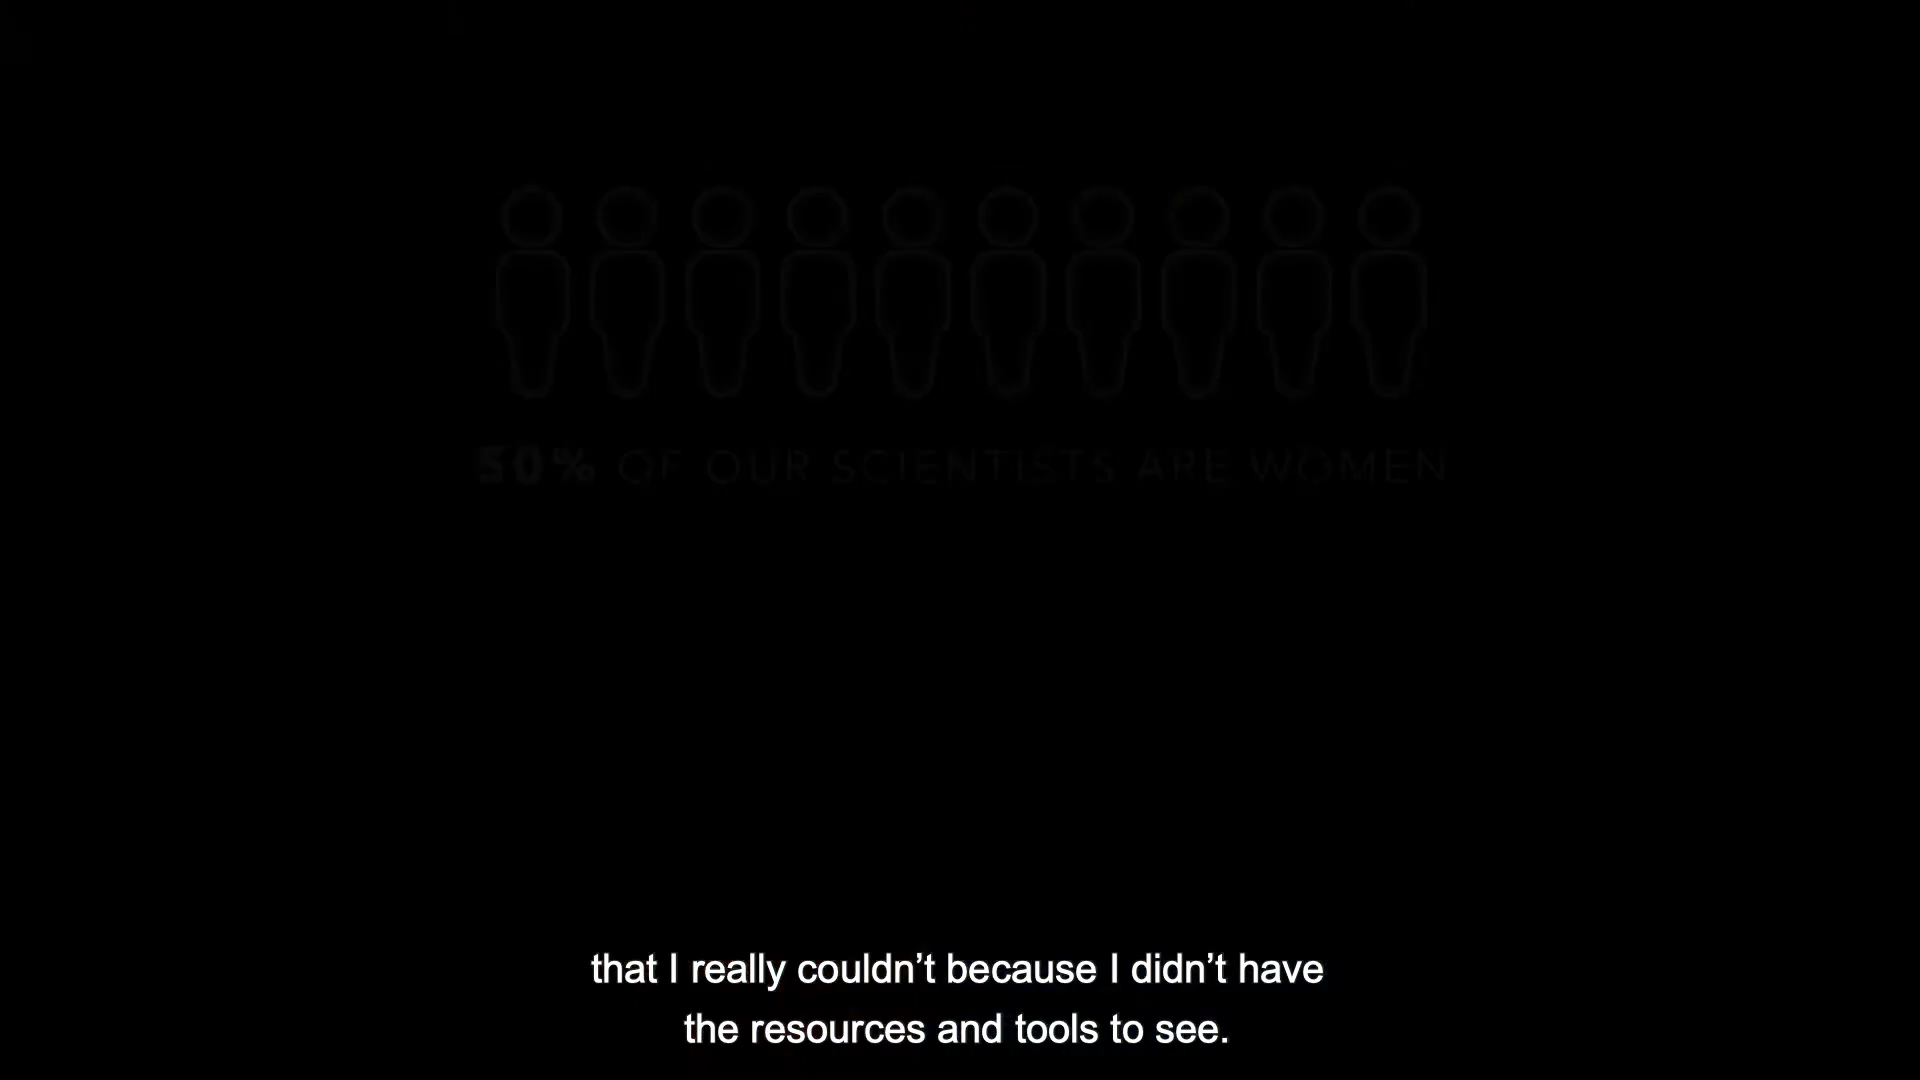 50% OF OUR SCIENTISTS ARE WOMEN
that I really couldn’t because I didn’t have
the resources and tools to see.